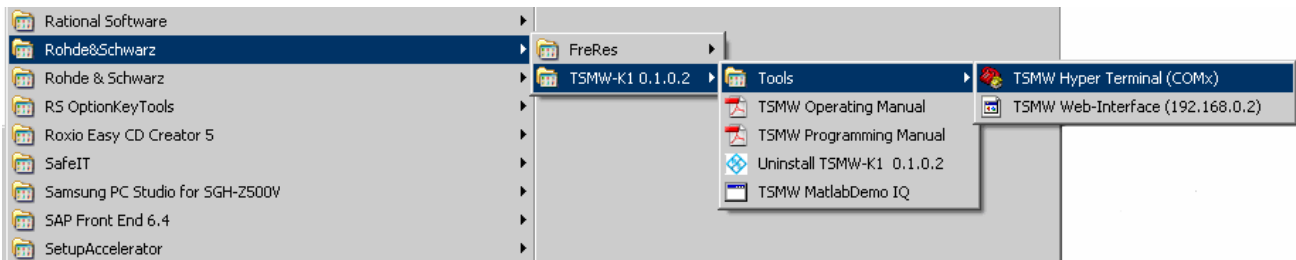 Rational Software
Rohde&Schwarz
Rohde & Schwarz
RS OptionKeyTools
Roxio Easy CD Creator 5
SafeIT
Samsung PC Studio for SGH-Z500V
SAP Front End 6.4
SetupAccelerator
FreRes
TSMW-K1 0.1.0.2
Tools
TSMW Operating Manual
TSMW Programming Manual
Uninstall TSMW-K1 0.1.0.2
TSMW MatlabDemo IQ
TSMW Hyper Terminal (COMx)
TSMW Web-Interface (192.168.0.2)